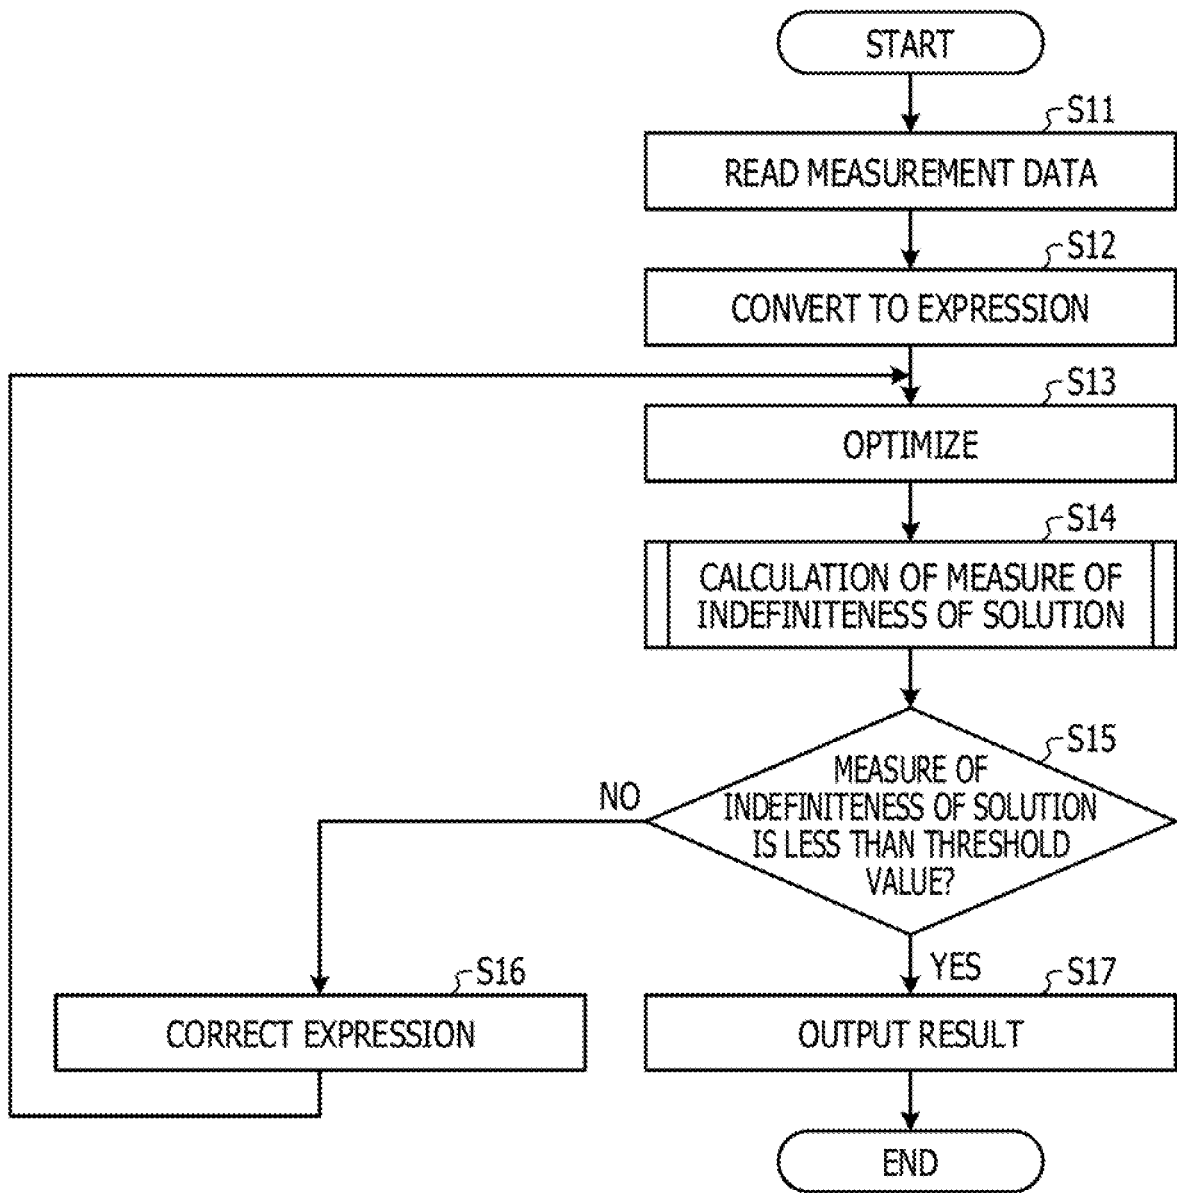 START
S11
READ MEASUREMENT DATA
S12
CONVERT TO EXPRESSION
S13
OPTIMIZE
S14
CALCULATION OF MEASURE OF
INDEFINITENESS OF SOLUTION
S15
MEASURE OF
INDEFINITENESS OF SOLUTION
IS LESS THAN THRESHOLD
VALUE?
NO
YES
S16
CORRECT EXPRESSION
S17
OUTPUT RESULT
END